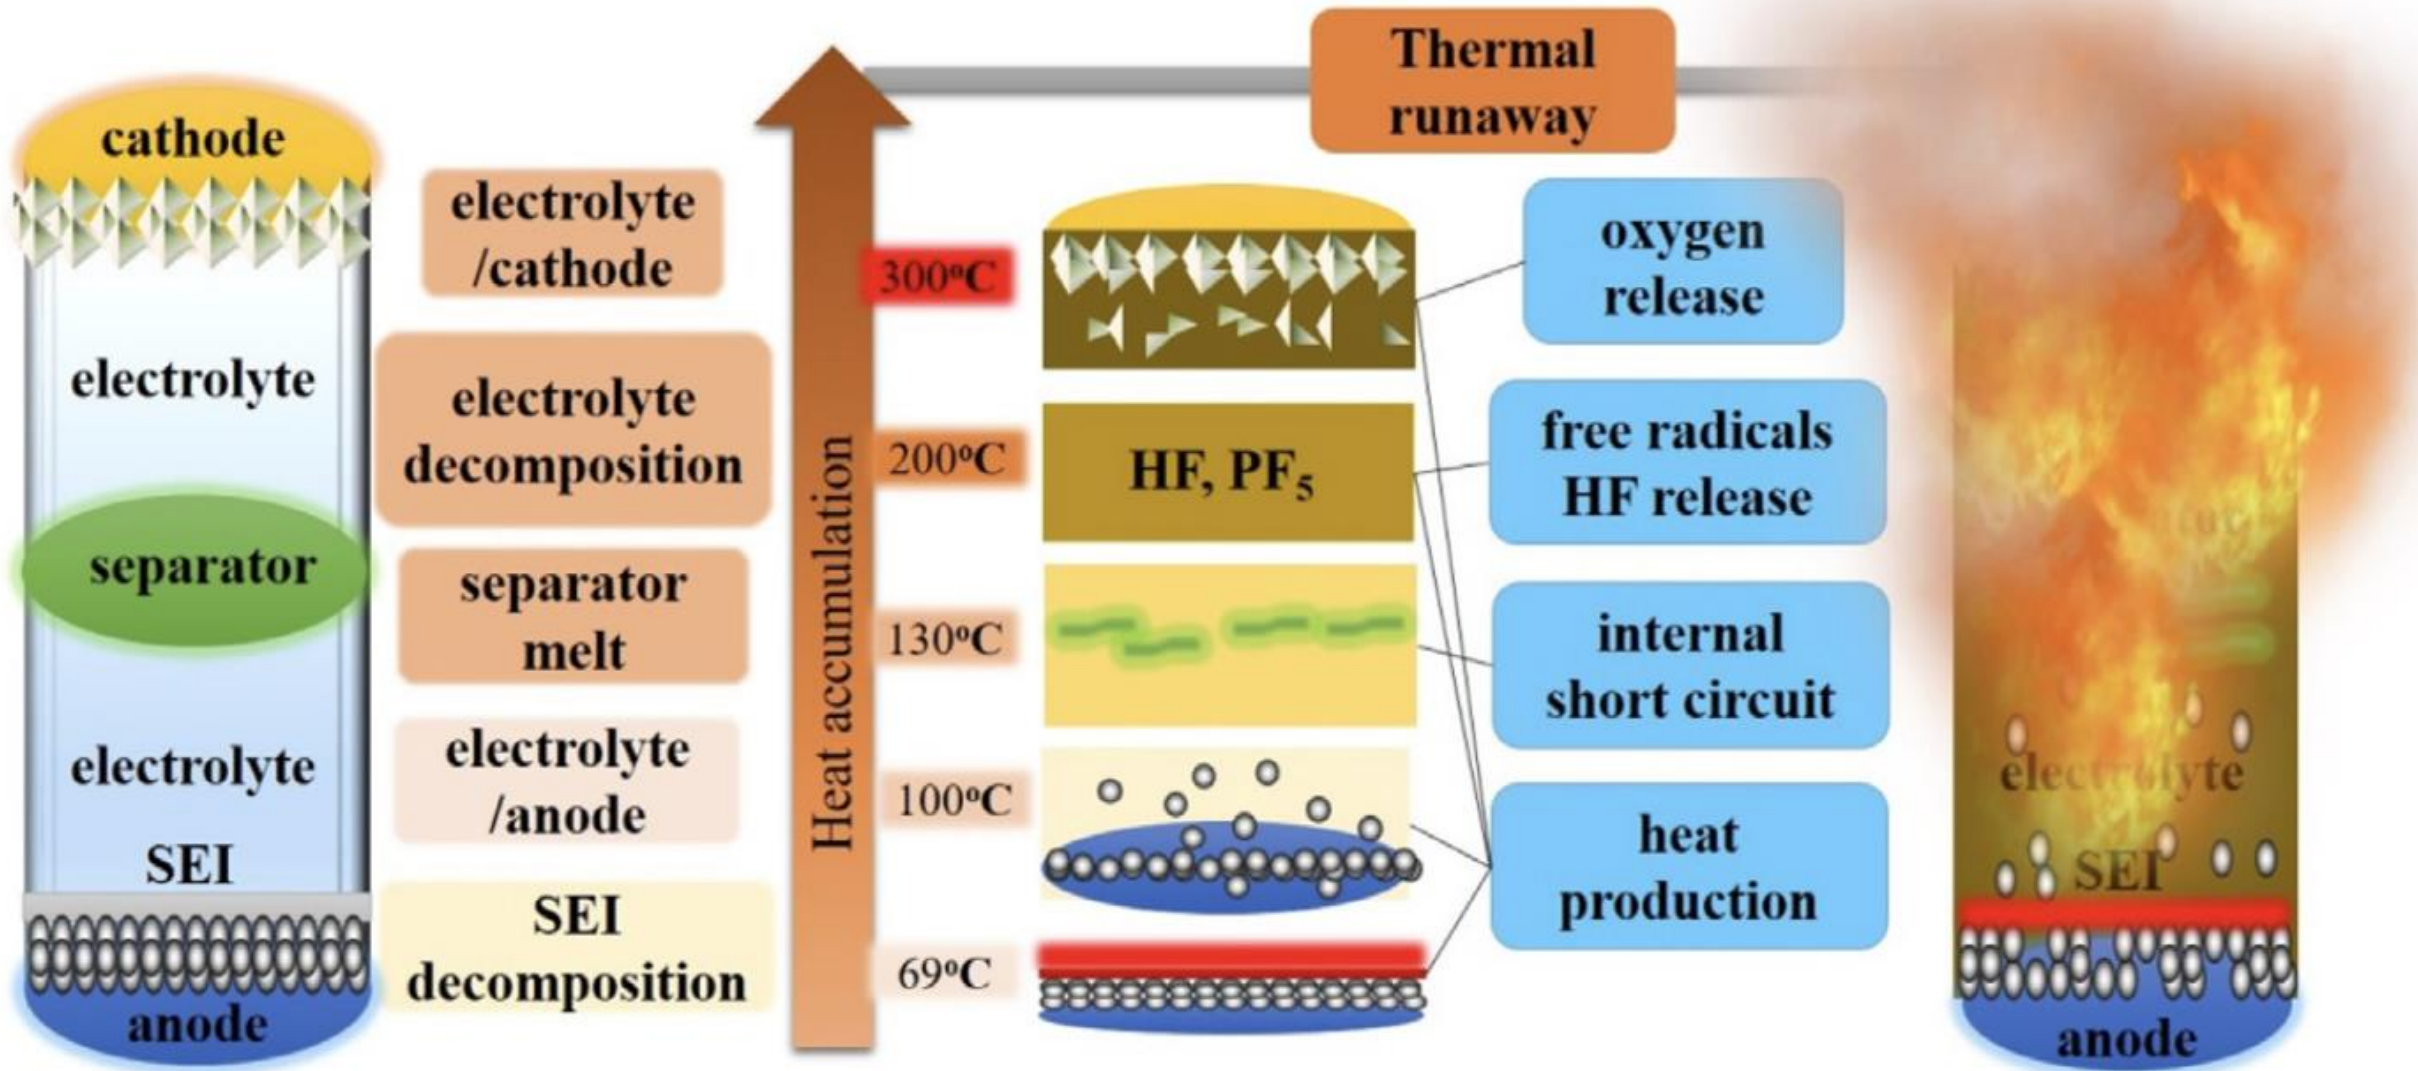 cathode
electrolyte
separator
electrolyte
SEI
anode
electrolyte
/cathode
electrolyte
decomposition
separator
melt
electrolyte
/anode
SEI
decomposition
Heat accumulation
300°C
200°C
130°C
100°C
69°C
Thermal
runaway
HF, PF₅
oxygen
release
free radicals
HF release
internal
short circuit
heat
production
electrolyte
SEI
anode